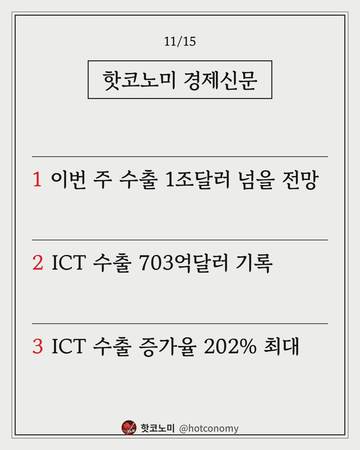 11/15
핫코노미 경제신문
1 이번 주 수출 1조달러 넘을 전망
2 ICT 수출 703억달러 기록
3 ICT 수출 증가율 202% 최대
핫코노미 @hotconomy